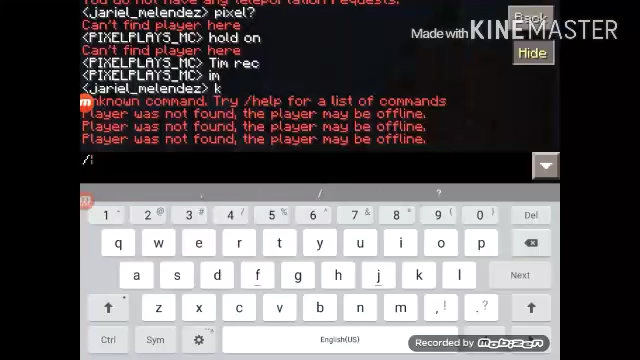 You do not have any teleportation requests.
<jariel_melendez> pixel?
Can't find player here
<PIXELPLAYS_MC> hold on
Can't find player here
<PIXELPLAYS_MC> Tim rec
<PIXELPLAYS_MC> im
<jariel_melendez> k
nknown command. Try /help for a list of commands
Player was not found, the player may be offline.
Player was not found, the player may be offline.
Player was not found, the player may be offline.
Back
Made with KINEMASTER
Hide
/
, / ?
1 - 2 @ 3 # 4 / 5 % 6 ^ 7 & 8 * 9 ( 0 ) Del
q w e r t y u i o p
a s d f g h j k l Next
z x c v b n m , ! . ?
Ctrl Sym English(US)
Recorded by mobizen